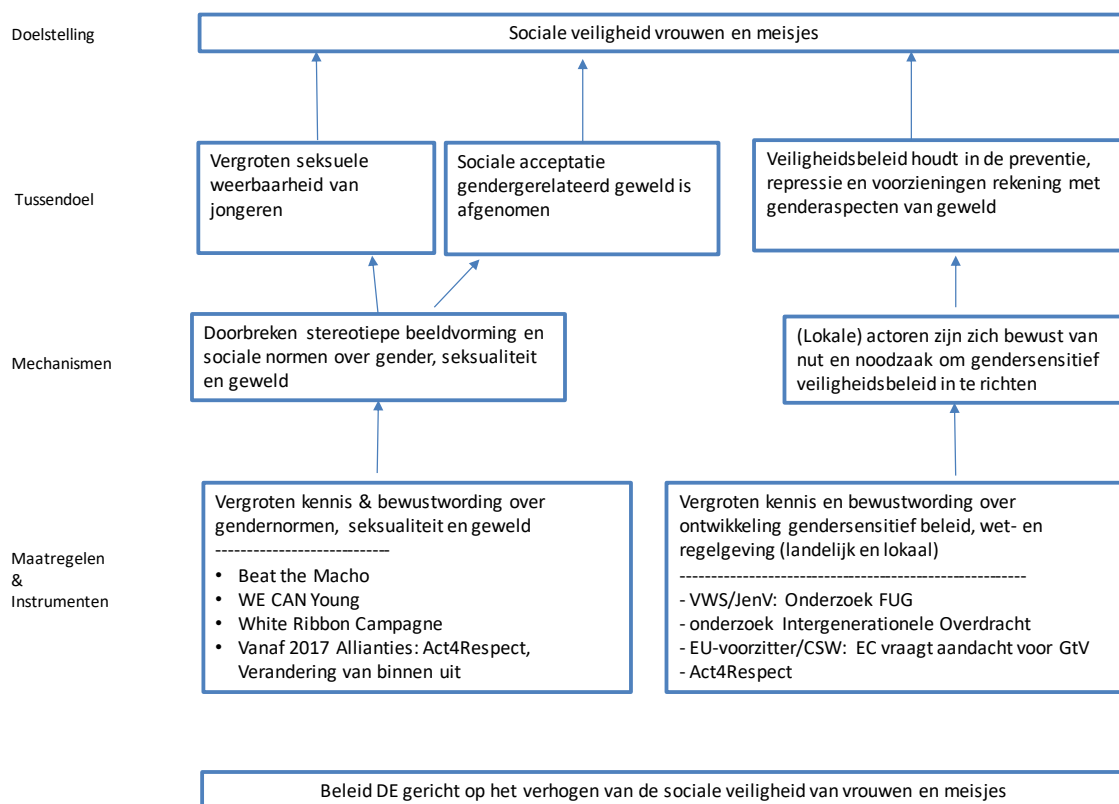 Doelstelling
Sociale veiligheid vrouwen en meisjes
Tussendoel
Vergroten seksuele
weerbaarheid van
jongeren
Sociale acceptatie
gendergerelateerd geweld is
afgenomen
Veiligheidsbeleid houdt in de preventie,
repressie en voorzieningen rekening met
genderaspecten van geweld
Mechanismen
Doorbreken stereotiepe beeldvorming en
sociale normen over gender, seksualiteit
en geweld
(Lokale) actoren zijn zich bewust van
nut en noodzaak om gendersensitief
veiligheidsbeleid in te richten
Maatregelen
&
Instrumenten
Vergroten kennis & bewustwording over
gendernormen, seksualiteit en geweld
----------------------------
• Beat the Macho
• WE CAN Young
• White Ribbon Campagne
• Vanaf 2017 Allianties: Act4Respect,
Verandering van binnen uit
Vergroten kennis en bewustwording over
ontwikkeling gendersensitief beleid, wet- en
regelgeving (landelijk en lokaal)
-------------------------------------------------------
- VWS/JenV: Onderzoek FUG
- onderzoek Intergenerationele Overdracht
- EU-voorzitter/CSW: EC vraagt aandacht voor GtV
- Act4Respect
Beleid DE gericht op het verhogen van de sociale veiligheid van vrouwen en meisjes